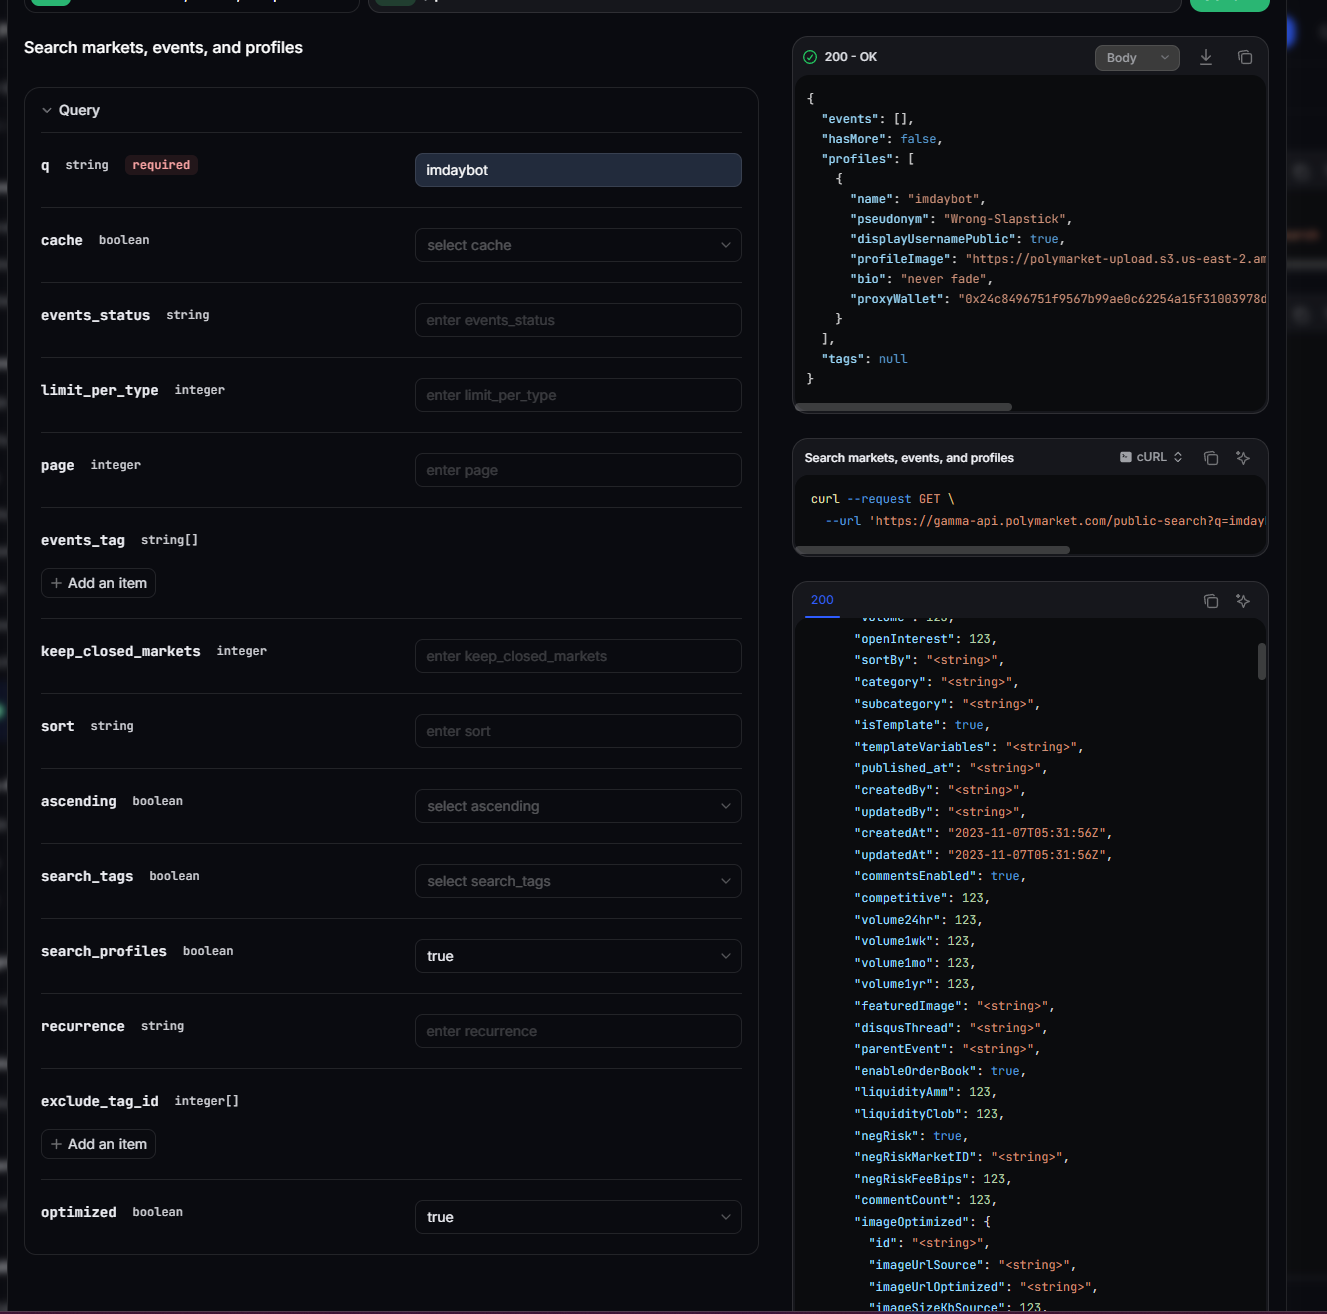 Search markets, events, and profiles
Query
q string required
imdaybot
cache boolean
select cache
events_status string
enter events_status
limit_per_type integer
enter limit_per_type
page integer
enter page
events_tag string[]
+ Add an item
keep_closed_markets integer
enter keep_closed_markets
sort string
enter sort
ascending boolean
select ascending
search_tags boolean
select search_tags
search_profiles boolean
true
recurrence string
enter recurrence
exclude_tag_id integer[]
+ Add an item
optimized boolean
true
200 - OK
Body
{
"events": [],
"hasMore": false,
"profiles": [
{
"name": "imdaybot",
"pseudonym": "Wrong-Slapstick",
"displayUsernamePublic": true,
"profileImage": "https://polymarket-upload.s3.us-east-2.am
"bio": "never fade",
"proxyWallet": "0x24c8496751f9567b99ae0c62254a15f31003978d
}
],
"tags": null
}
Search markets, events, and profiles
cURL
curl --request GET \
--url 'https://gamma-api.polymarket.com/public-search?q=imday
200
"volume": 123,
"openInterest": 123,
"sortBy": "<string>",
"category": "<string>",
"subcategory": "<string>",
"isTemplate": true,
"templateVariables": "<string>",
"published_at": "<string>",
"createdBy": "<string>",
"updatedBy": "<string>",
"createdAt": "2023-11-07T05:31:56Z",
"updatedAt": "2023-11-07T05:31:56Z",
"commentsEnabled": true,
"competitive": 123,
"volume24hr": 123,
"volume1wk": 123,
"volume1mo": 123,
"volume1yr": 123,
"featuredImage": "<string>",
"disqusThread": "<string>",
"parentEvent": "<string>",
"enableOrderBook": true,
"liquidityAmm": 123,
"liquidityClob": 123,
"negRisk": true,
"negRiskMarketID": "<string>",
"negRiskFeeBips": 123,
"commentCount": 123,
"imageOptimized": {
"id": "<string>",
"imageUrlSource": "<string>",
"imageUrlOptimized": "<string>",
"imageSizeKbSource": 123,